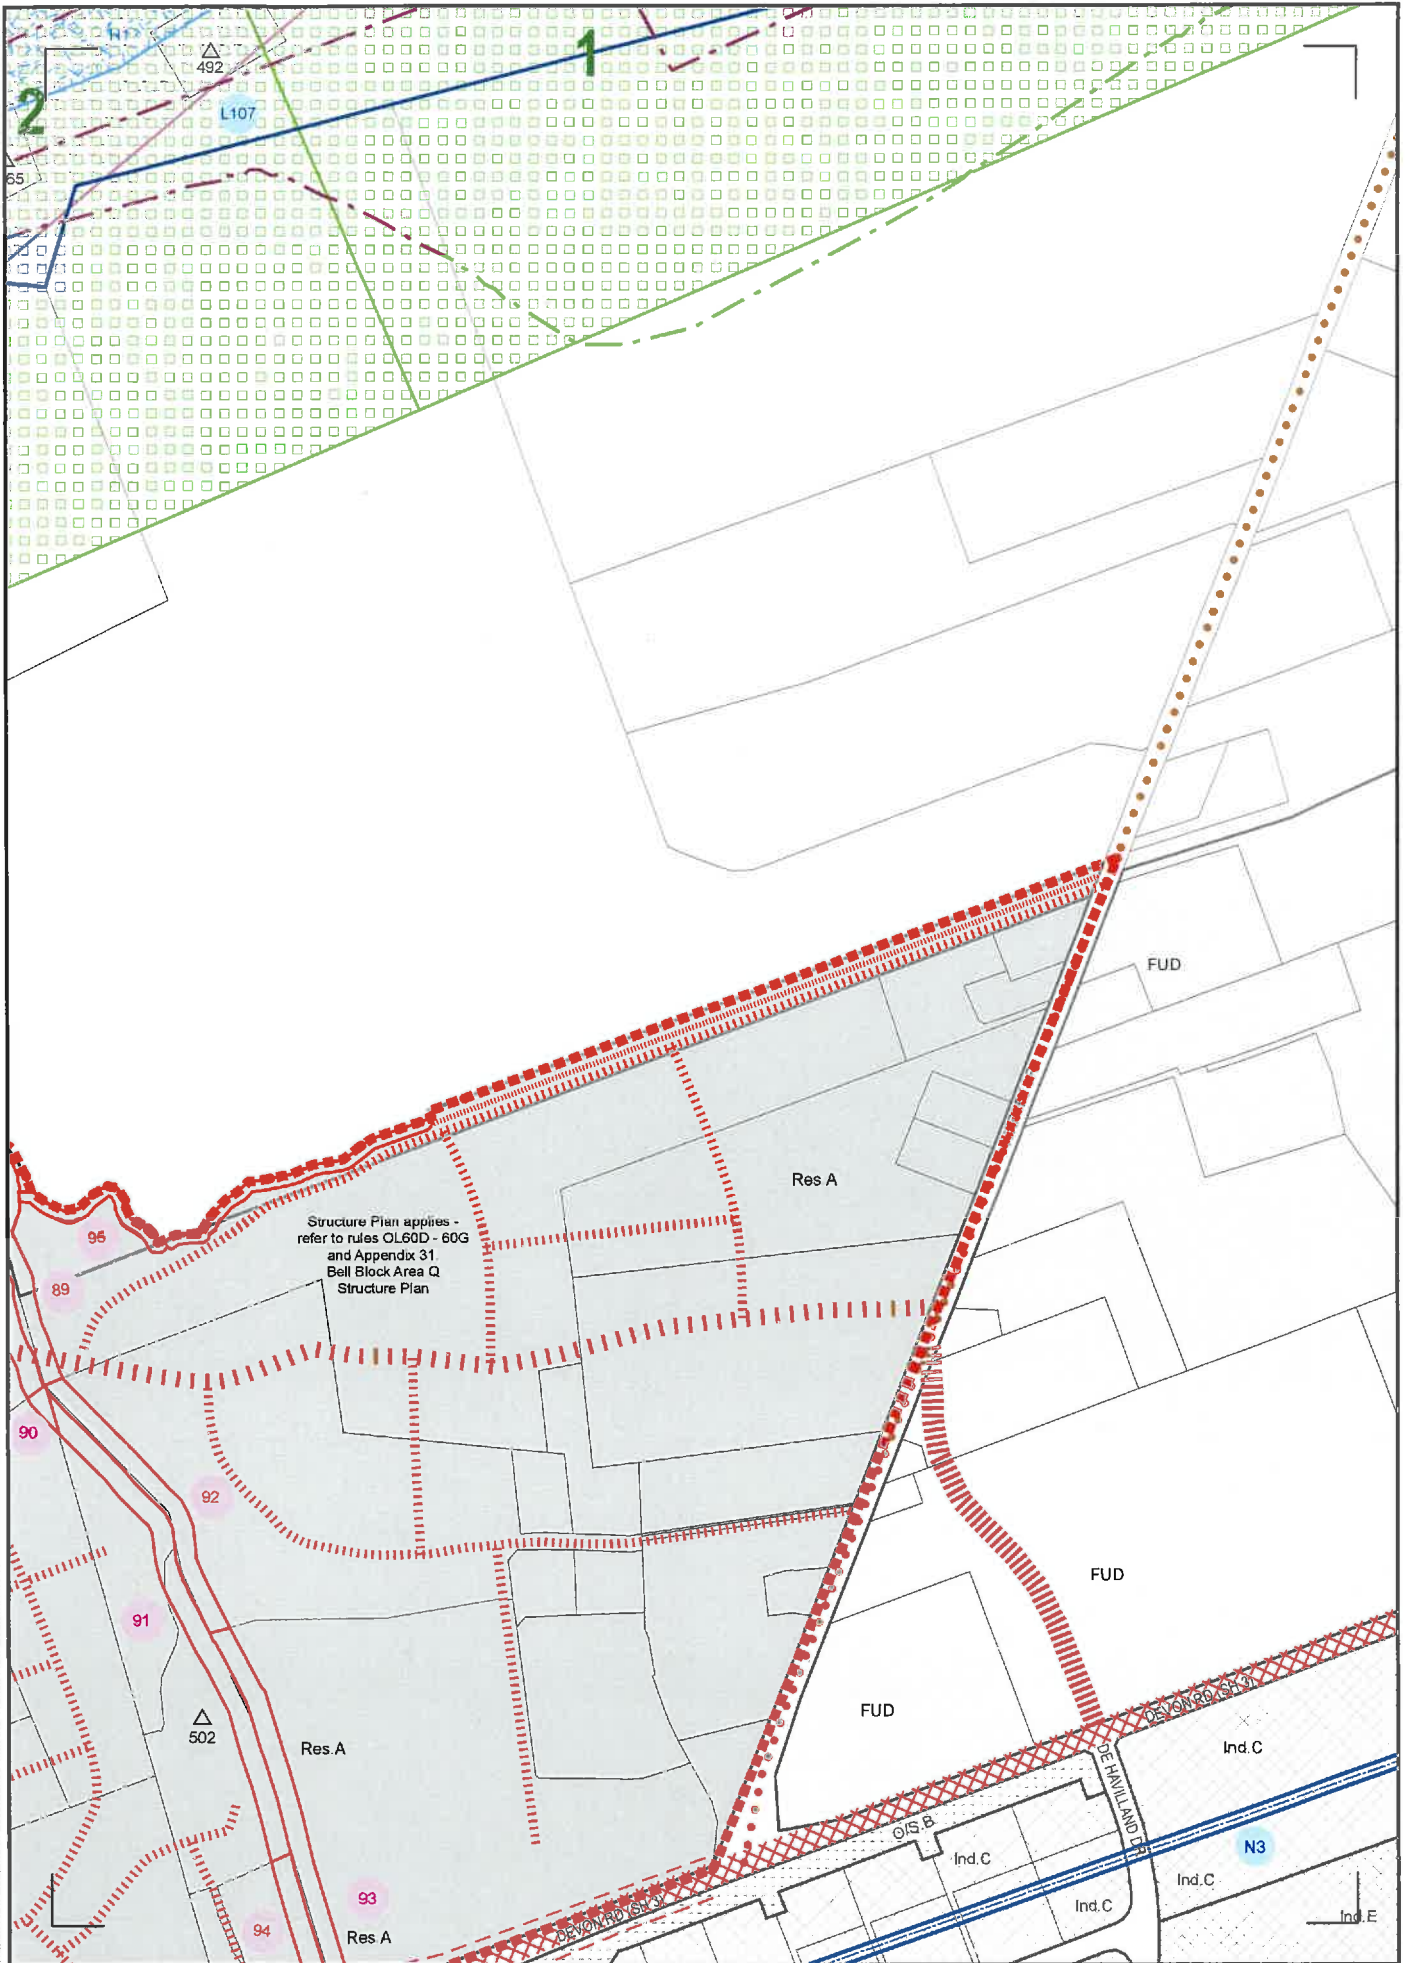 1
2
492
L107
65
FUD
Res.A
Structure Plan applies -
refer to rules OL60D - 60G
and Appendix 31
Bell Block Area Q
Structure Plan
95
89
90
92
91
FUD
502
Res.A
FUD
DEVON RD (SH 3)
Ind.C
DE HAVILLAND DR
O/S.B
Ind.C
N3
Ind.C
Ind.C
Ind.E
93
94
Res.A
DEVON RD (SH 3)